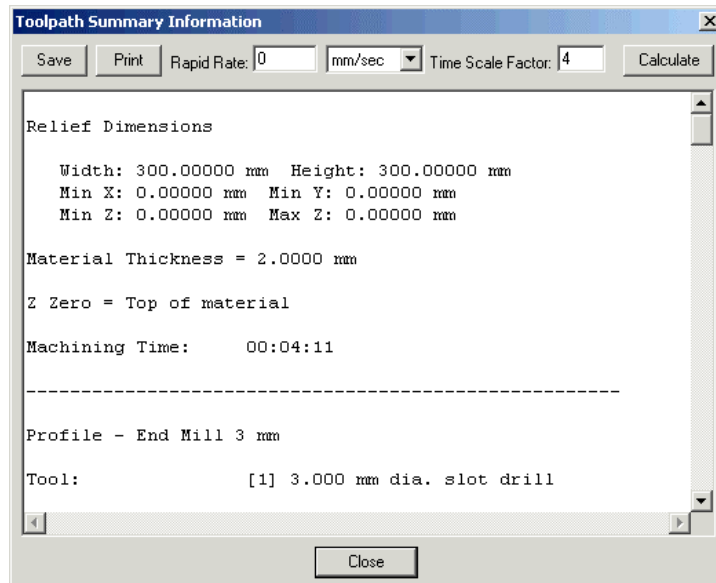 Toolpath Summary Information
Save Print Rapid Rate: 0 mm/sec Time Scale Factor: 4 Calculate
Relief Dimensions
Width: 300.00000 mm Height: 300.00000 mm
Min X: 0.00000 mm Min Y: 0.00000 mm
Min Z: 0.00000 mm Max Z: 0.00000 mm
Material Thickness = 2.0000 mm
Z Zero = Top of material
Machining Time: 00:04:11
-------------------------------------------------------
Profile - End Mill 3 mm
Tool: [1] 3.000 mm dia. slot drill
Close